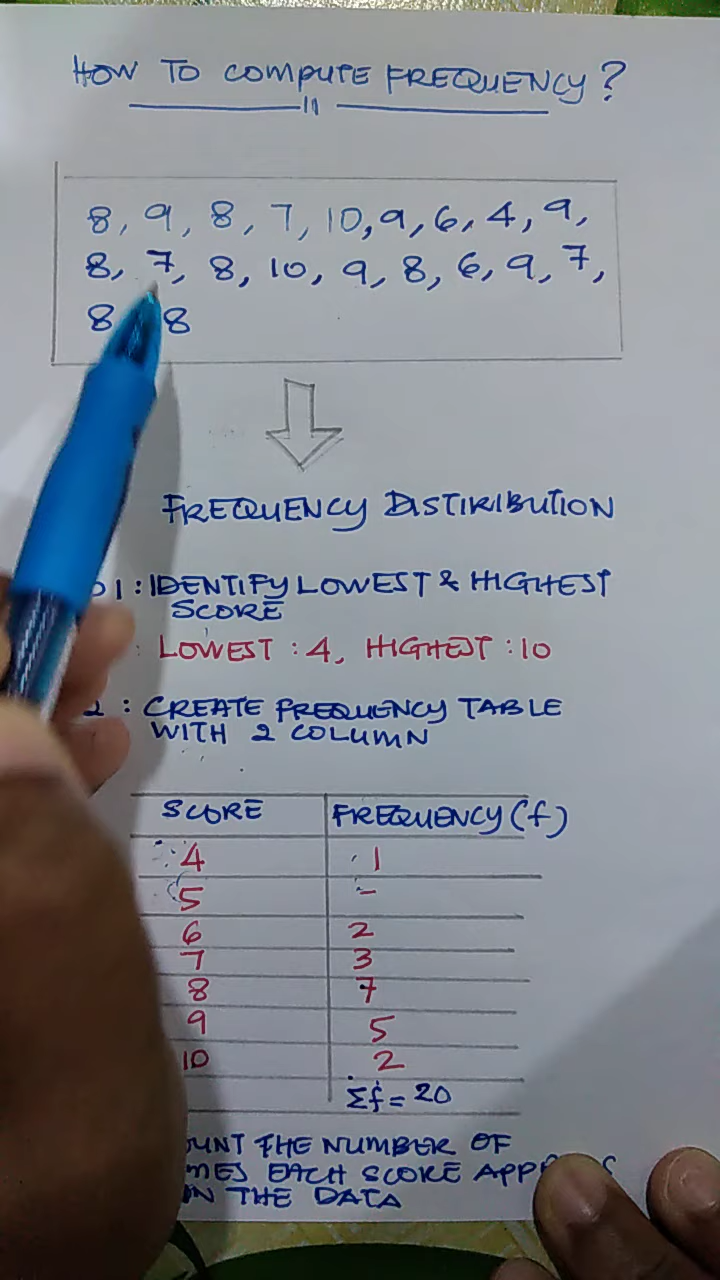 HOW TO COMPUTE FREQUENCY?
11
8, 9, 8, 7, 10, 9, 6, 4, 9,
8, 7, 8, 10, 9, 8, 6, 9, 7,
8 8
FREQUENCY DISTIRIBUTION
1: IDENTIFY LOWEST & HIGHEST
SCORE
: LOWEST : 4, HIGHEST : 10
: CREATE FREQUENCY TABLE
WITH 2 COLUMN
SCORE FREQUENCY (f)
4 1
5 -
6 2
7 3
8 7
9 5
10 2
Σf = 20
THE NUMBER OF
EACH SCORE
THE DATA